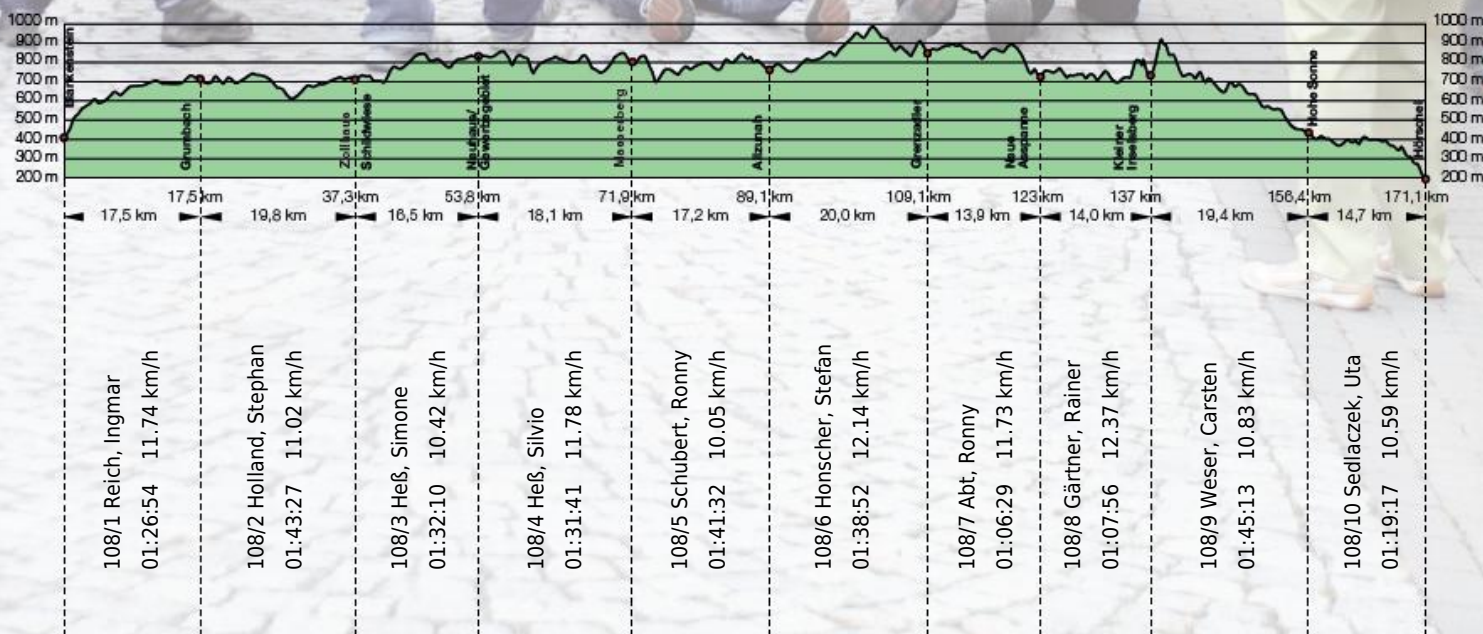 1000 m
900 m
800 m
700 m
600 m
500 m
400 m
300 m
200 m
1000 m
900 m
800 m
700 m
600 m
500 m
400 m
300 m
200 m
Blankenstein
Grumbach
Zollhaus
Schildwiese
Neuhaus/
Masserberg
Allzunah
Grenzadler
Neue
Ausspanne
Kleiner
Inselsberg
Hohe Sonne
Hörschel
17,5 km
37,3 km
53,8 km
71,9 km
89,1 km
109,1 km
123 km
137 km
156,4 km
171,1 km
17,5 km
19,8 km
16,5 km
18,1 km
17,2 km
20,0 km
13,9 km
14,0 km
19,4 km
14,7 km
108/1 Reich, Ingmar
01:26:54 11.74 km/h
108/2 Holland, Stephan
01:43:27 11.02 km/h
108/3 Heß, Simone
01:32:10 10.42 km/h
108/4 Heß, Silvio
01:31:41 11.78 km/h
108/5 Schubert, Ronny
01:41:32 10.05 km/h
108/6 Honscher, Stefan
01:38:52 12.14 km/h
108/7 Abt, Ronny
01:06:29 11.73 km/h
108/8 Gärtner, Rainer
01:07:56 12.37 km/h
108/9 Weser, Carsten
01:45:13 10.83 km/h
108/10 Sedlaczek, Uta
01:19:17 10.59 km/h